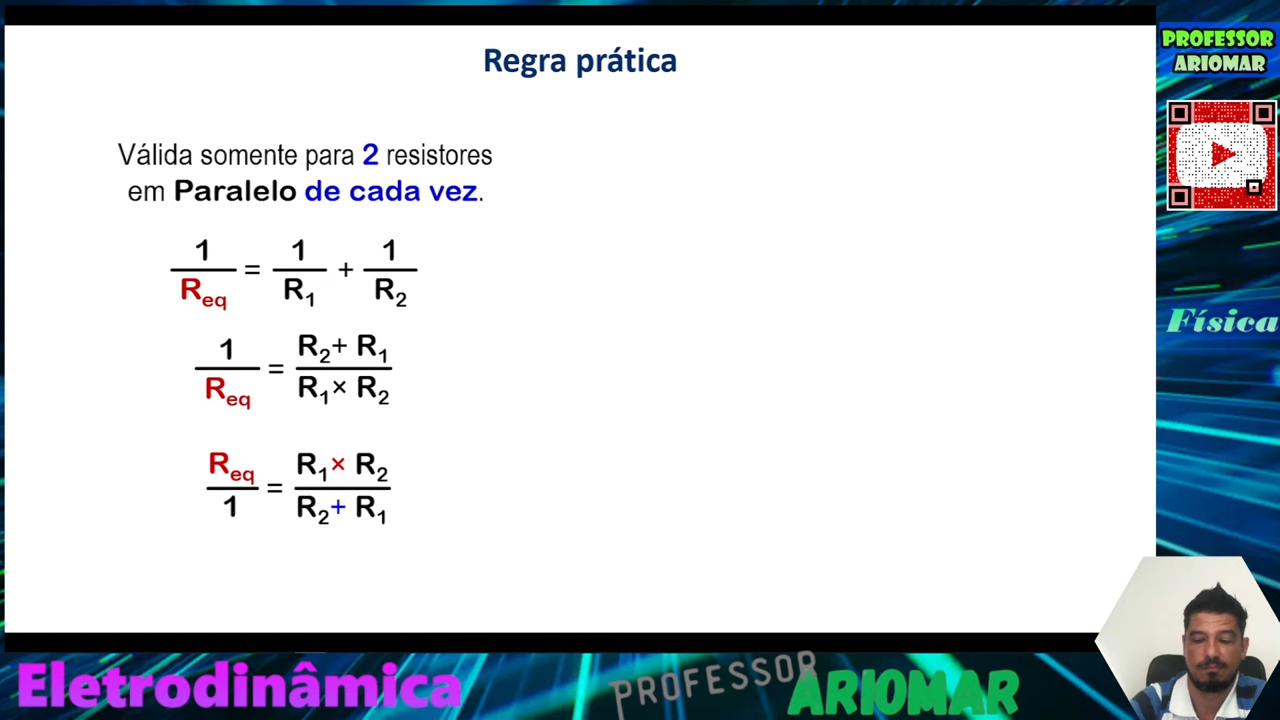 Regra prática
PROFESSOR
ARIOMAR
Válida somente para 2 resistores
em Paralelo de cada vez.
1/Req = 1/R1 + 1/R2
1/Req = R2+ R1/R1× R2
Req/1 = R1× R2/R2+ R1
Física
Eletrodinâmica
PROFESSOR
ARIOMAR